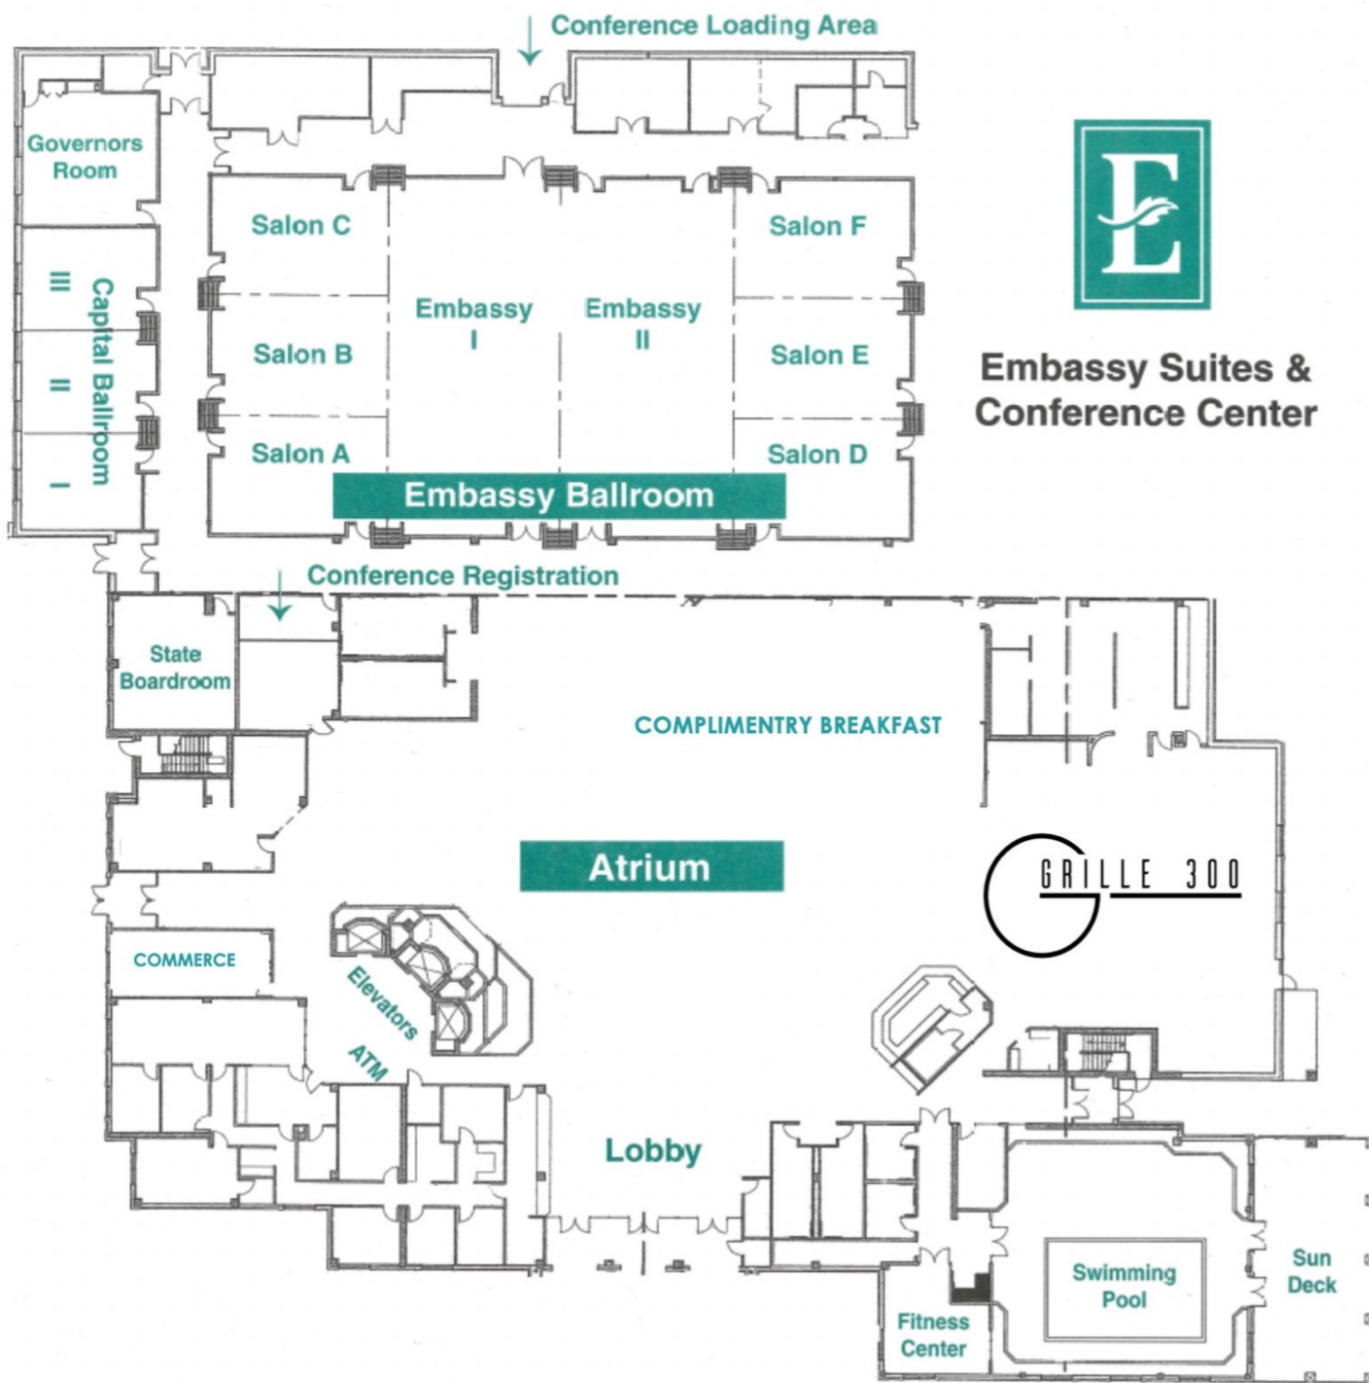 Conference Loading Area
Governors
Room
III
II
I
Capital Ballroom
Salon C
Salon B
Salon A
Embassy
I
Embassy
II
Salon F
Salon E
Salon D
Embassy Ballroom
E
Embassy Suites &
Conference Center
Conference Registration
State
Boardroom
COMPLIMENTRY BREAKFAST
Atrium
GRILLE 300
COMMERCE
Elevators
ATM
Lobby
Swimming
Pool
Sun
Deck
Fitness
Center